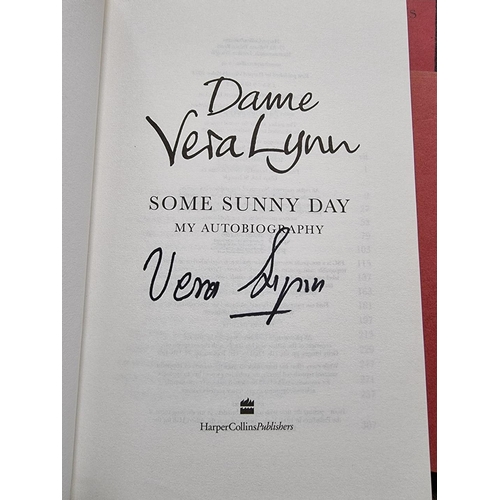 Dame
Vera Lynn
SOME SUNNY DAY
MY AUTOBIOGRAPHY
Vera Lynn
HarperCollinsPublishers